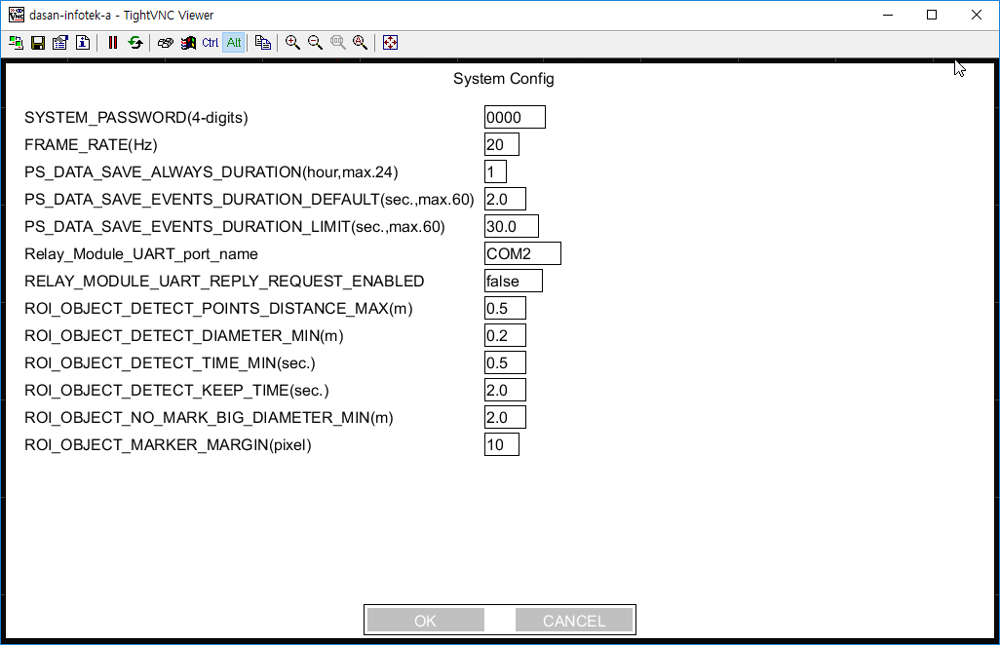 dasan-infotek-a - TightVNC Viewer
Ctrl Alt
System Config
SYSTEM_PASSWORD(4-digits) 0000
FRAME_RATE(Hz) 20
PS_DATA_SAVE_ALWAYS_DURATION(hour,max.24) 1
PS_DATA_SAVE_EVENTS_DURATION_DEFAULT(sec.,max.60) 2.0
PS_DATA_SAVE_EVENTS_DURATION_LIMIT(sec.,max.60) 30.0
Relay_Module_UART_port_name COM2
RELAY_MODULE_UART_REPLY_REQUEST_ENABLED false
ROI_OBJECT_DETECT_POINTS_DISTANCE_MAX(m) 0.5
ROI_OBJECT_DETECT_DIAMETER_MIN(m) 0.2
ROI_OBJECT_DETECT_TIME_MIN(sec.) 0.5
ROI_OBJECT_DETECT_KEEP_TIME(sec.) 2.0
ROI_OBJECT_NO_MARK_BIG_DIAMETER_MIN(m) 2.0
ROI_OBJECT_MARKER_MARGIN(pixel) 10
OK CANCEL